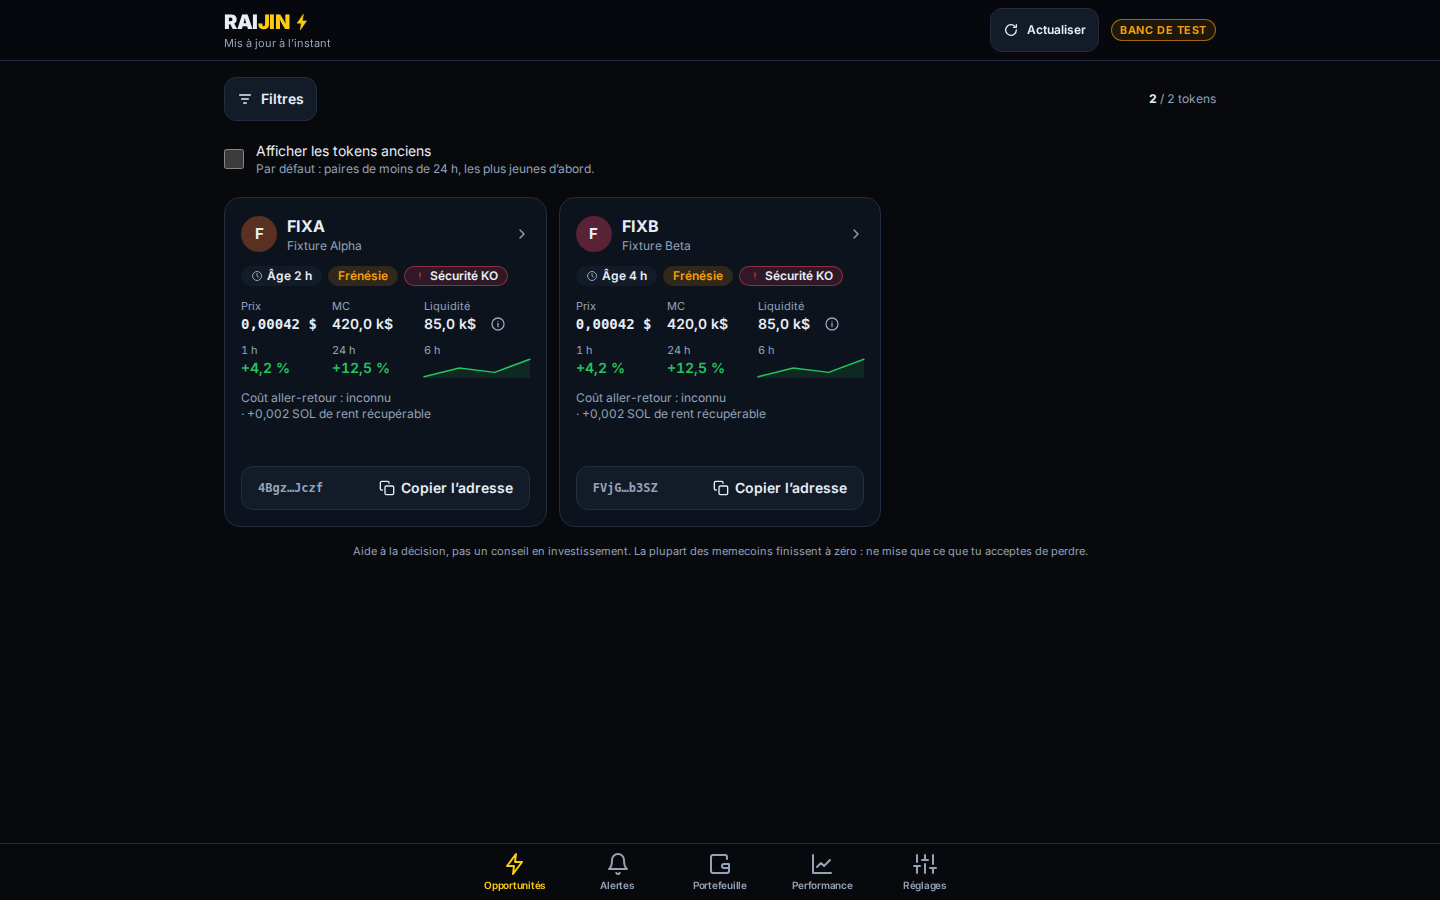 RAIJIN
Mis à jour à l'instant
Actualiser
BANC DE TEST
Filtres
2 / 2 tokens
Afficher les tokens anciens
Par défaut : paires de moins de 24 h, les plus jeunes d'abord.
F
FIXA
Fixture Alpha
Âge 2 h
Frénésie
! Sécurité KO
Prix
MC
Liquidité
0,00042 $
420,0 k$
85,0 k$
1 h
24 h
6 h
+4,2 %
+12,5 %
Coût aller-retour : inconnu
· +0,002 SOL de rent récupérable
4Bgz…Jczf
Copier l’adresse
F
FIXB
Fixture Beta
Âge 4 h
Frénésie
! Sécurité KO
Prix
MC
Liquidité
0,00042 $
420,0 k$
85,0 k$
1 h
24 h
6 h
+4,2 %
+12,5 %
Coût aller-retour : inconnu
· +0,002 SOL de rent récupérable
FVjG…b3SZ
Copier l’adresse
Aide à la décision, pas un conseil en investissement. La plupart des memecoins finissent à zéro : ne mise que ce que tu acceptes de perdre.
Opportunités
Alertes
Portefeuille
Performance
Réglages